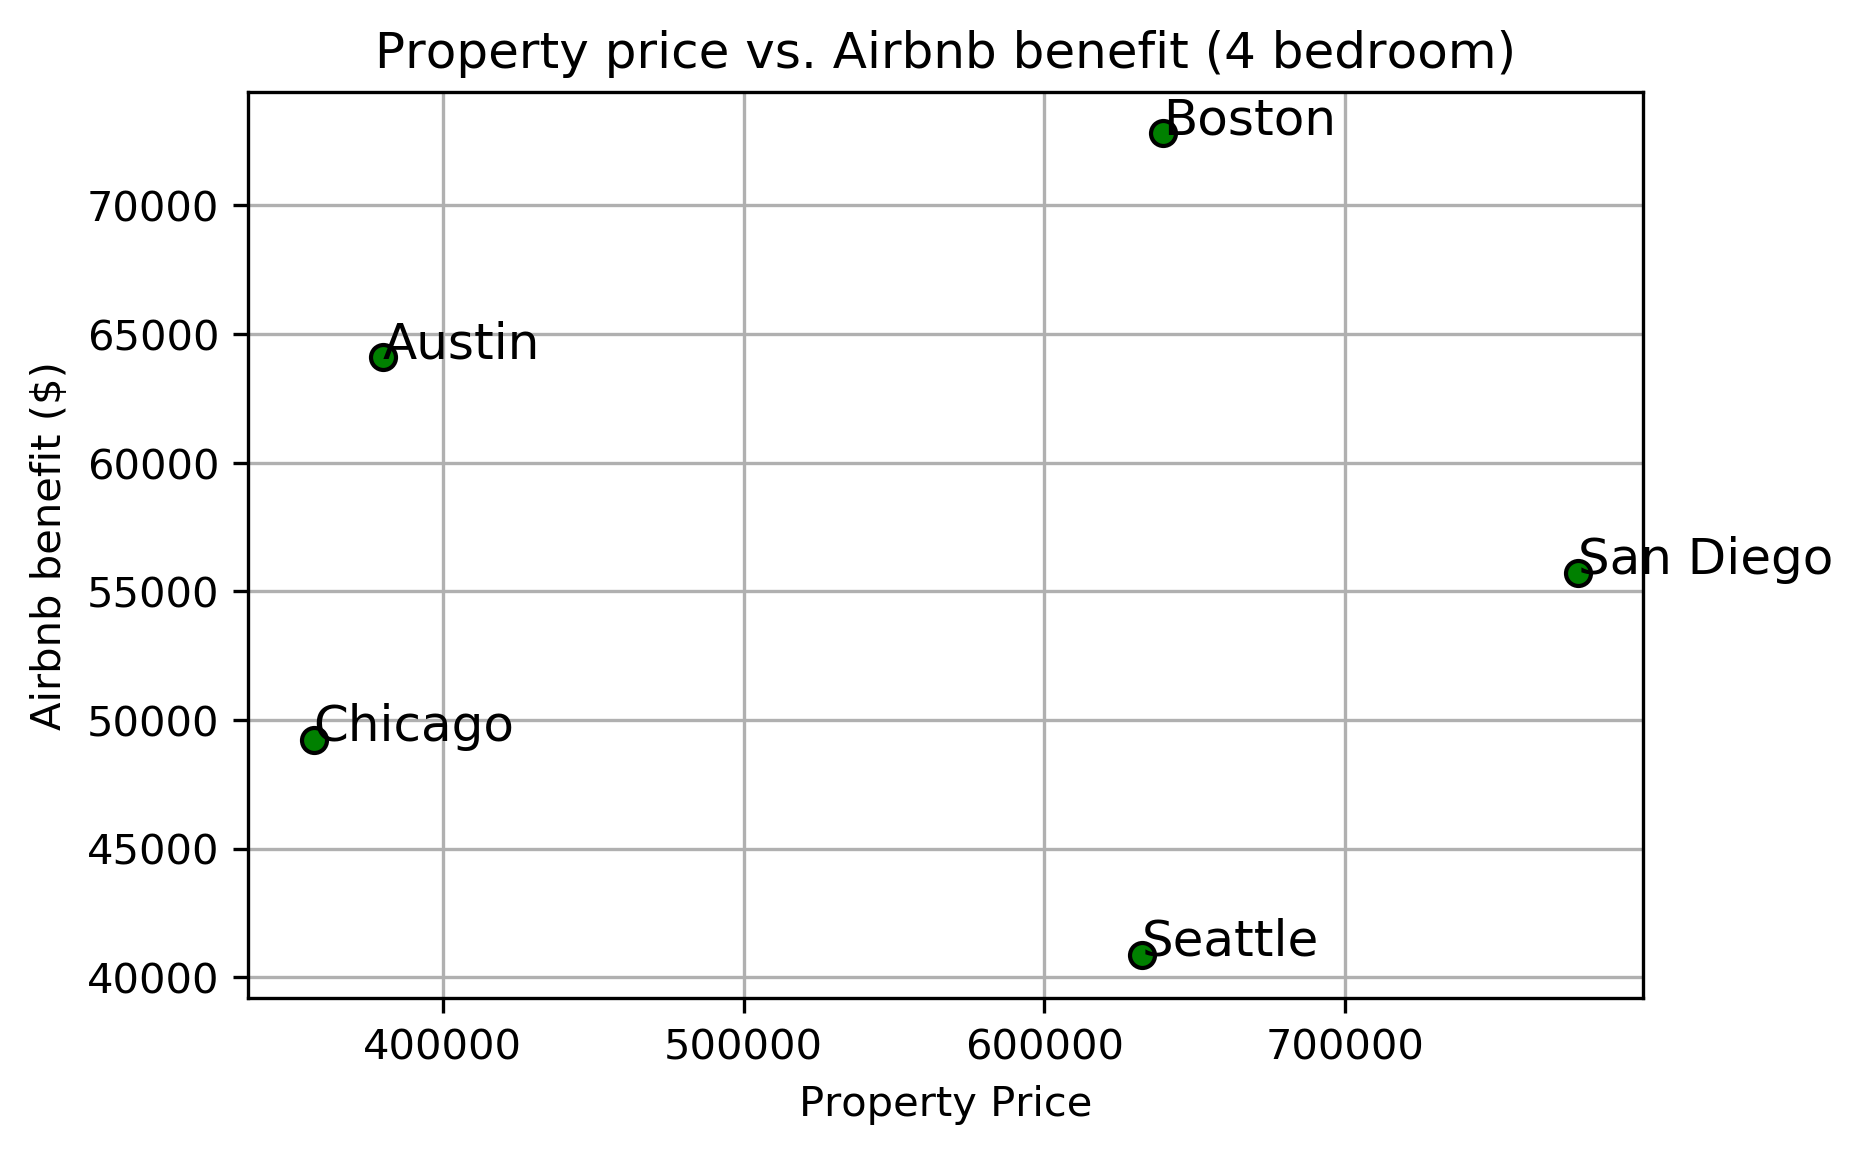 Property price vs. Airbnb benefit (4 bedroom)
Boston
70000
Austin
65000
60000
San Diego
55000
Chicago
50000
45000
Seattle
40000
Airbnb benefit ($)
400000 500000 600000 700000
Property Price